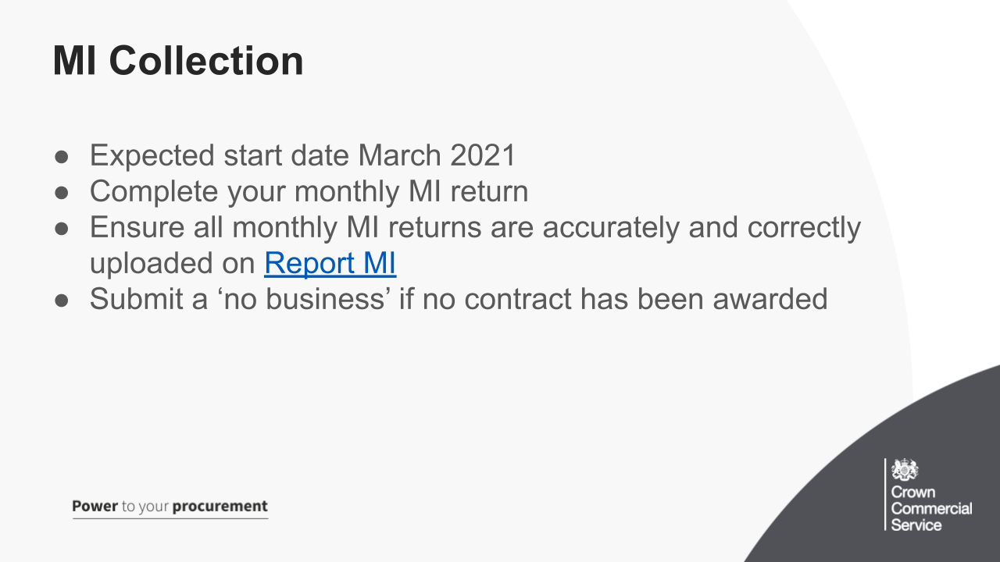 MI Collection
● Expected start date March 2021
● Complete your monthly MI return
● Ensure all monthly MI returns are accurately and correctly
uploaded on Report MI
● Submit a ‘no business’ if no contract has been awarded
Power to your procurement
Crown
Commercial
Service